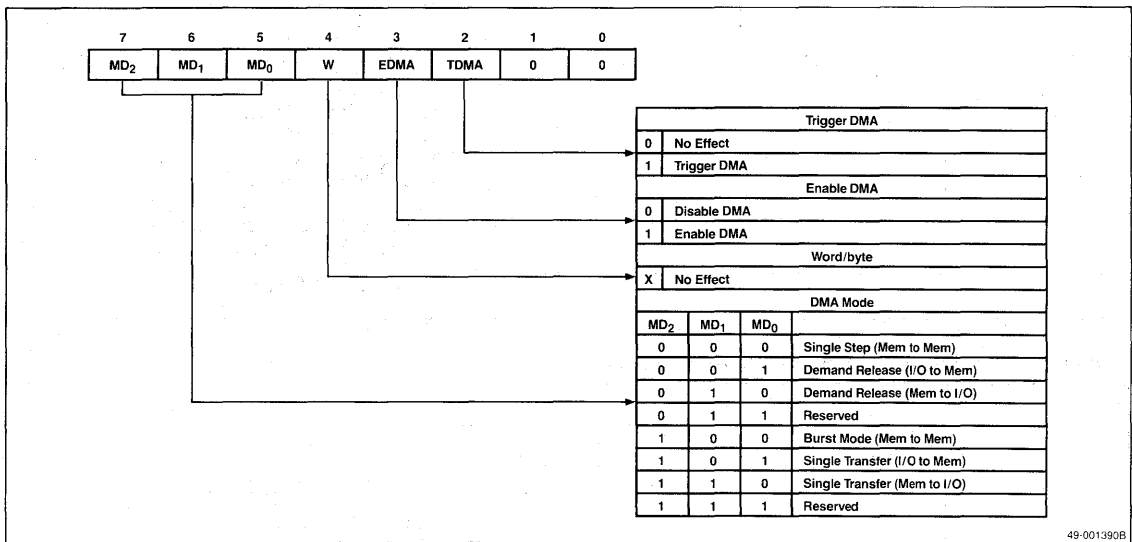 7 6 5 4 3 2 1 0
MD2 MD1 MD0 W EDMA TDMA 0 0
Trigger DMA
0 No Effect
1 Trigger DMA
Enable DMA
0 Disable DMA
1 Enable DMA
Word/byte
X No Effect
DMA Mode
MD2 MD1 MD0
0 0 0 Single Step (Mem to Mem)
0 0 1 Demand Release (I/O to Mem)
0 1 0 Demand Release (Mem to I/O)
0 1 1 Reserved
1 0 0 Burst Mode (Mem to Mem)
1 0 1 Single Transfer (I/O to Mem)
1 1 0 Single Transfer (Mem to I/O)
1 1 1 Reserved
49-001390B